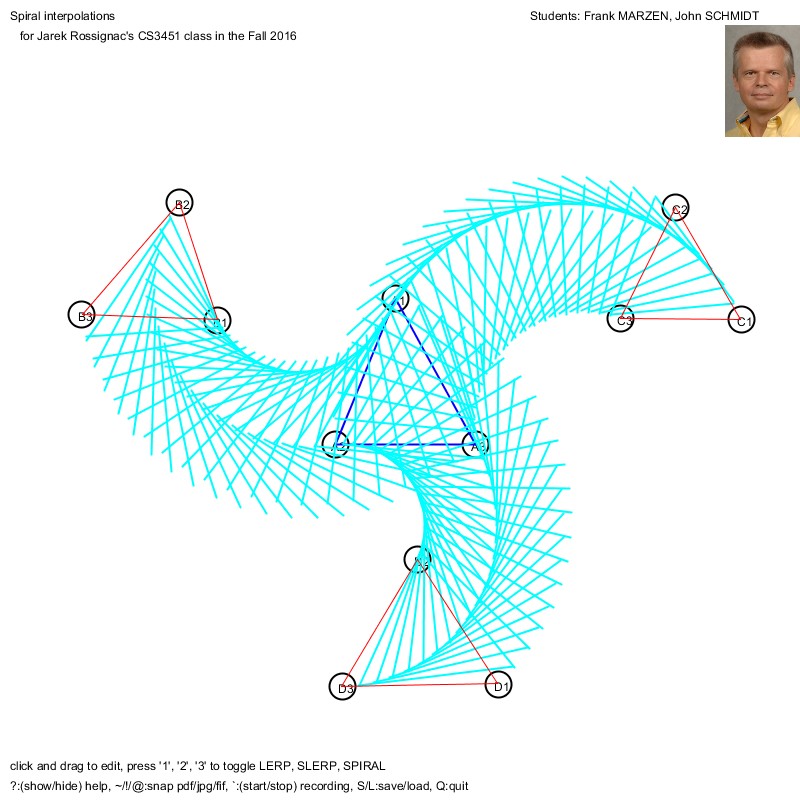 Spiral interpolations
Students: Frank MARZEN, John SCHMIDT
for Jarek Rossignac's CS3451 class in the Fall 2016
B2
C2
B3
B1
C3
C1
D3
D1
click and drag to edit, press '1', '2', '3' to toggle LERP, SLERP, SPIRAL
?:(show/hide) help, ~/!/@:snap pdf/jpg/fif, `:(start/stop) recording, S/L:save/load, Q:quit